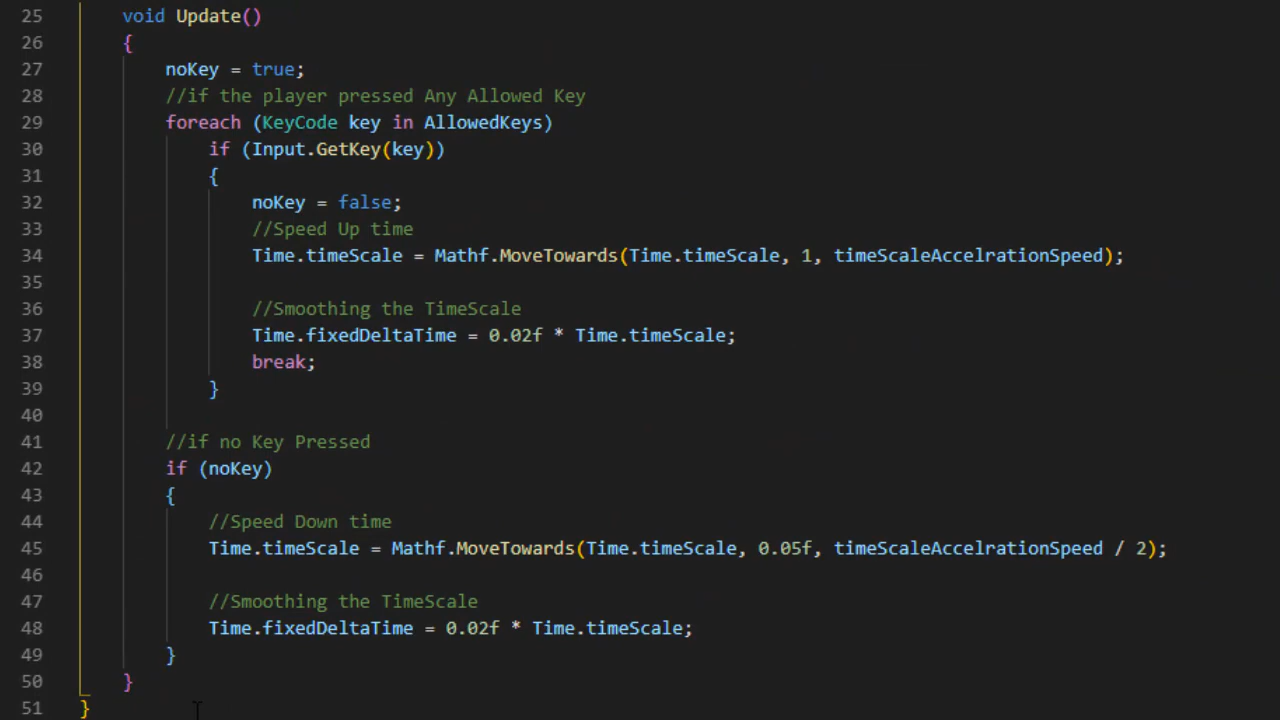 25 void Update()
26 {
27 noKey = true;
28 //if the player pressed Any Allowed Key
29 foreach (KeyCode key in AllowedKeys)
30 if (Input.GetKey(key))
31 {
32 noKey = false;
33 //Speed Up time
34 Time.timeScale = Mathf.MoveTowards(Time.timeScale, 1, timeScaleAccelrationSpeed);
35
36 //Smoothing the TimeScale
37 Time.fixedDeltaTime = 0.02f * Time.timeScale;
38 break;
39 }
40
41 //if no Key Pressed
42 if (noKey)
43 {
44 //Speed Down time
45 Time.timeScale = Mathf.MoveTowards(Time.timeScale, 0.05f, timeScaleAccelrationSpeed / 2);
46
47 //Smoothing the TimeScale
48 Time.fixedDeltaTime = 0.02f * Time.timeScale;
49 }
50 }
51 }